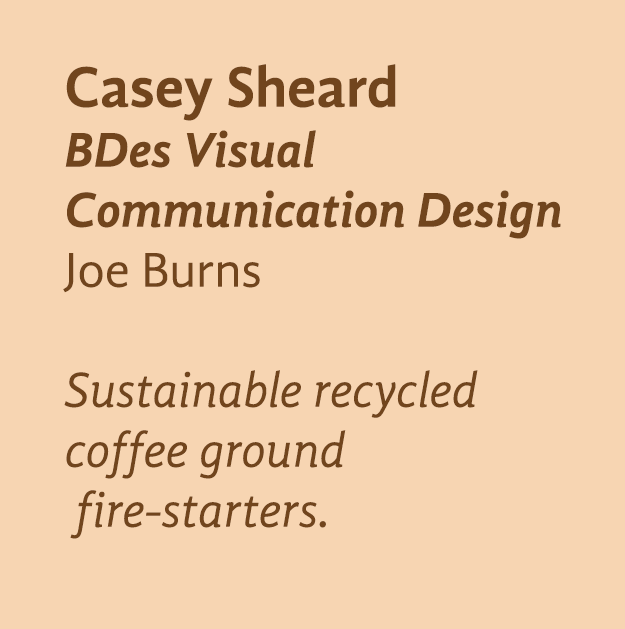 Casey Sheard
BDes Visual
Communication Design
Joe Burns
Sustainable recycled
coffee ground
fire-starters.